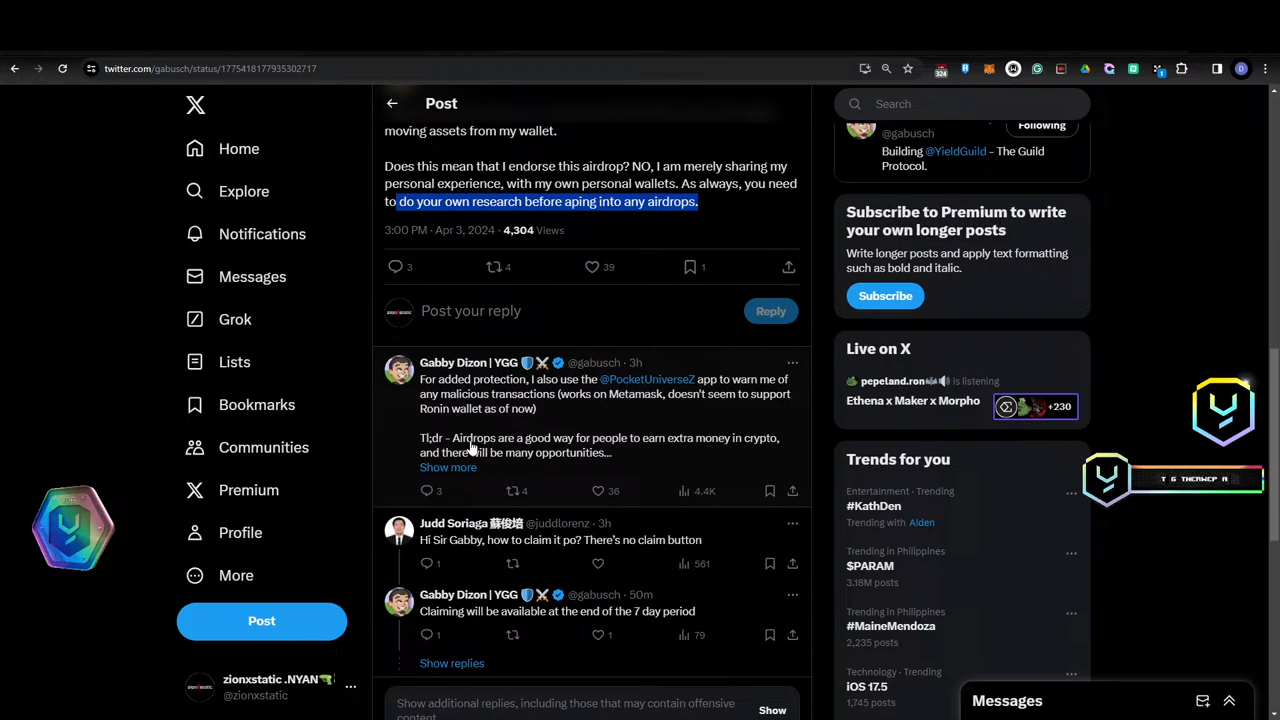 twitter.com/gabusch/status/1775418177935302717
324
D
Home
Explore
Notifications
Messages
Grok
Lists
Bookmarks
Communities
Premium
Profile
More
Post
zionxstatic .NYAN
@zionxstatic
Post
moving assets from my wallet.
Does this mean that I endorse this airdrop? NO, I am merely sharing my
personal experience, with my own personal wallets. As always, you need
to do your own research before aping into any airdrops.
3:00 PM · Apr 3, 2024 · 4,304 Views
3
4
39
1
Post your reply
Reply
Gabby Dizon | YGG @gabusch · 3h
For added protection, I also use the @PocketUniverseZ app to warn me of
any malicious transactions (works on Metamask, doesn't seem to support
Ronin wallet as of now)
Tl;dr - Airdrops are a good way for people to earn extra money in crypto,
and there will be many opportunities...
Show more
3
4
36
4.4K
Judd Soriaga 蘇俊培 @juddlorenz · 3h
Hi Sir Gabby, how to claim it po? There's no claim button
1
561
Gabby Dizon | YGG @gabusch · 50m
Claiming will be available at the end of the 7 day period
1
1
79
Show replies
Show additional replies, including those that may contain offensive
content
Show
Search
@gabusch
Following
Building @YieldGuild - The Guild
Protocol.
Subscribe to Premium to write
your own longer posts
Write longer posts and apply text formatting
such as bold and italic.
Subscribe
Live on X
pepeland.ron is listening
Ethena x Maker x Morpho
+230
Trends for you
Entertainment · Trending
#KathDen
Trending with Alden
Trending in Philippines
$PARAM
3.18M posts
Trending in Philippines
#MaineMendoza
2,235 posts
Technology · Trending
iOS 17.5
1,745 posts
Messages